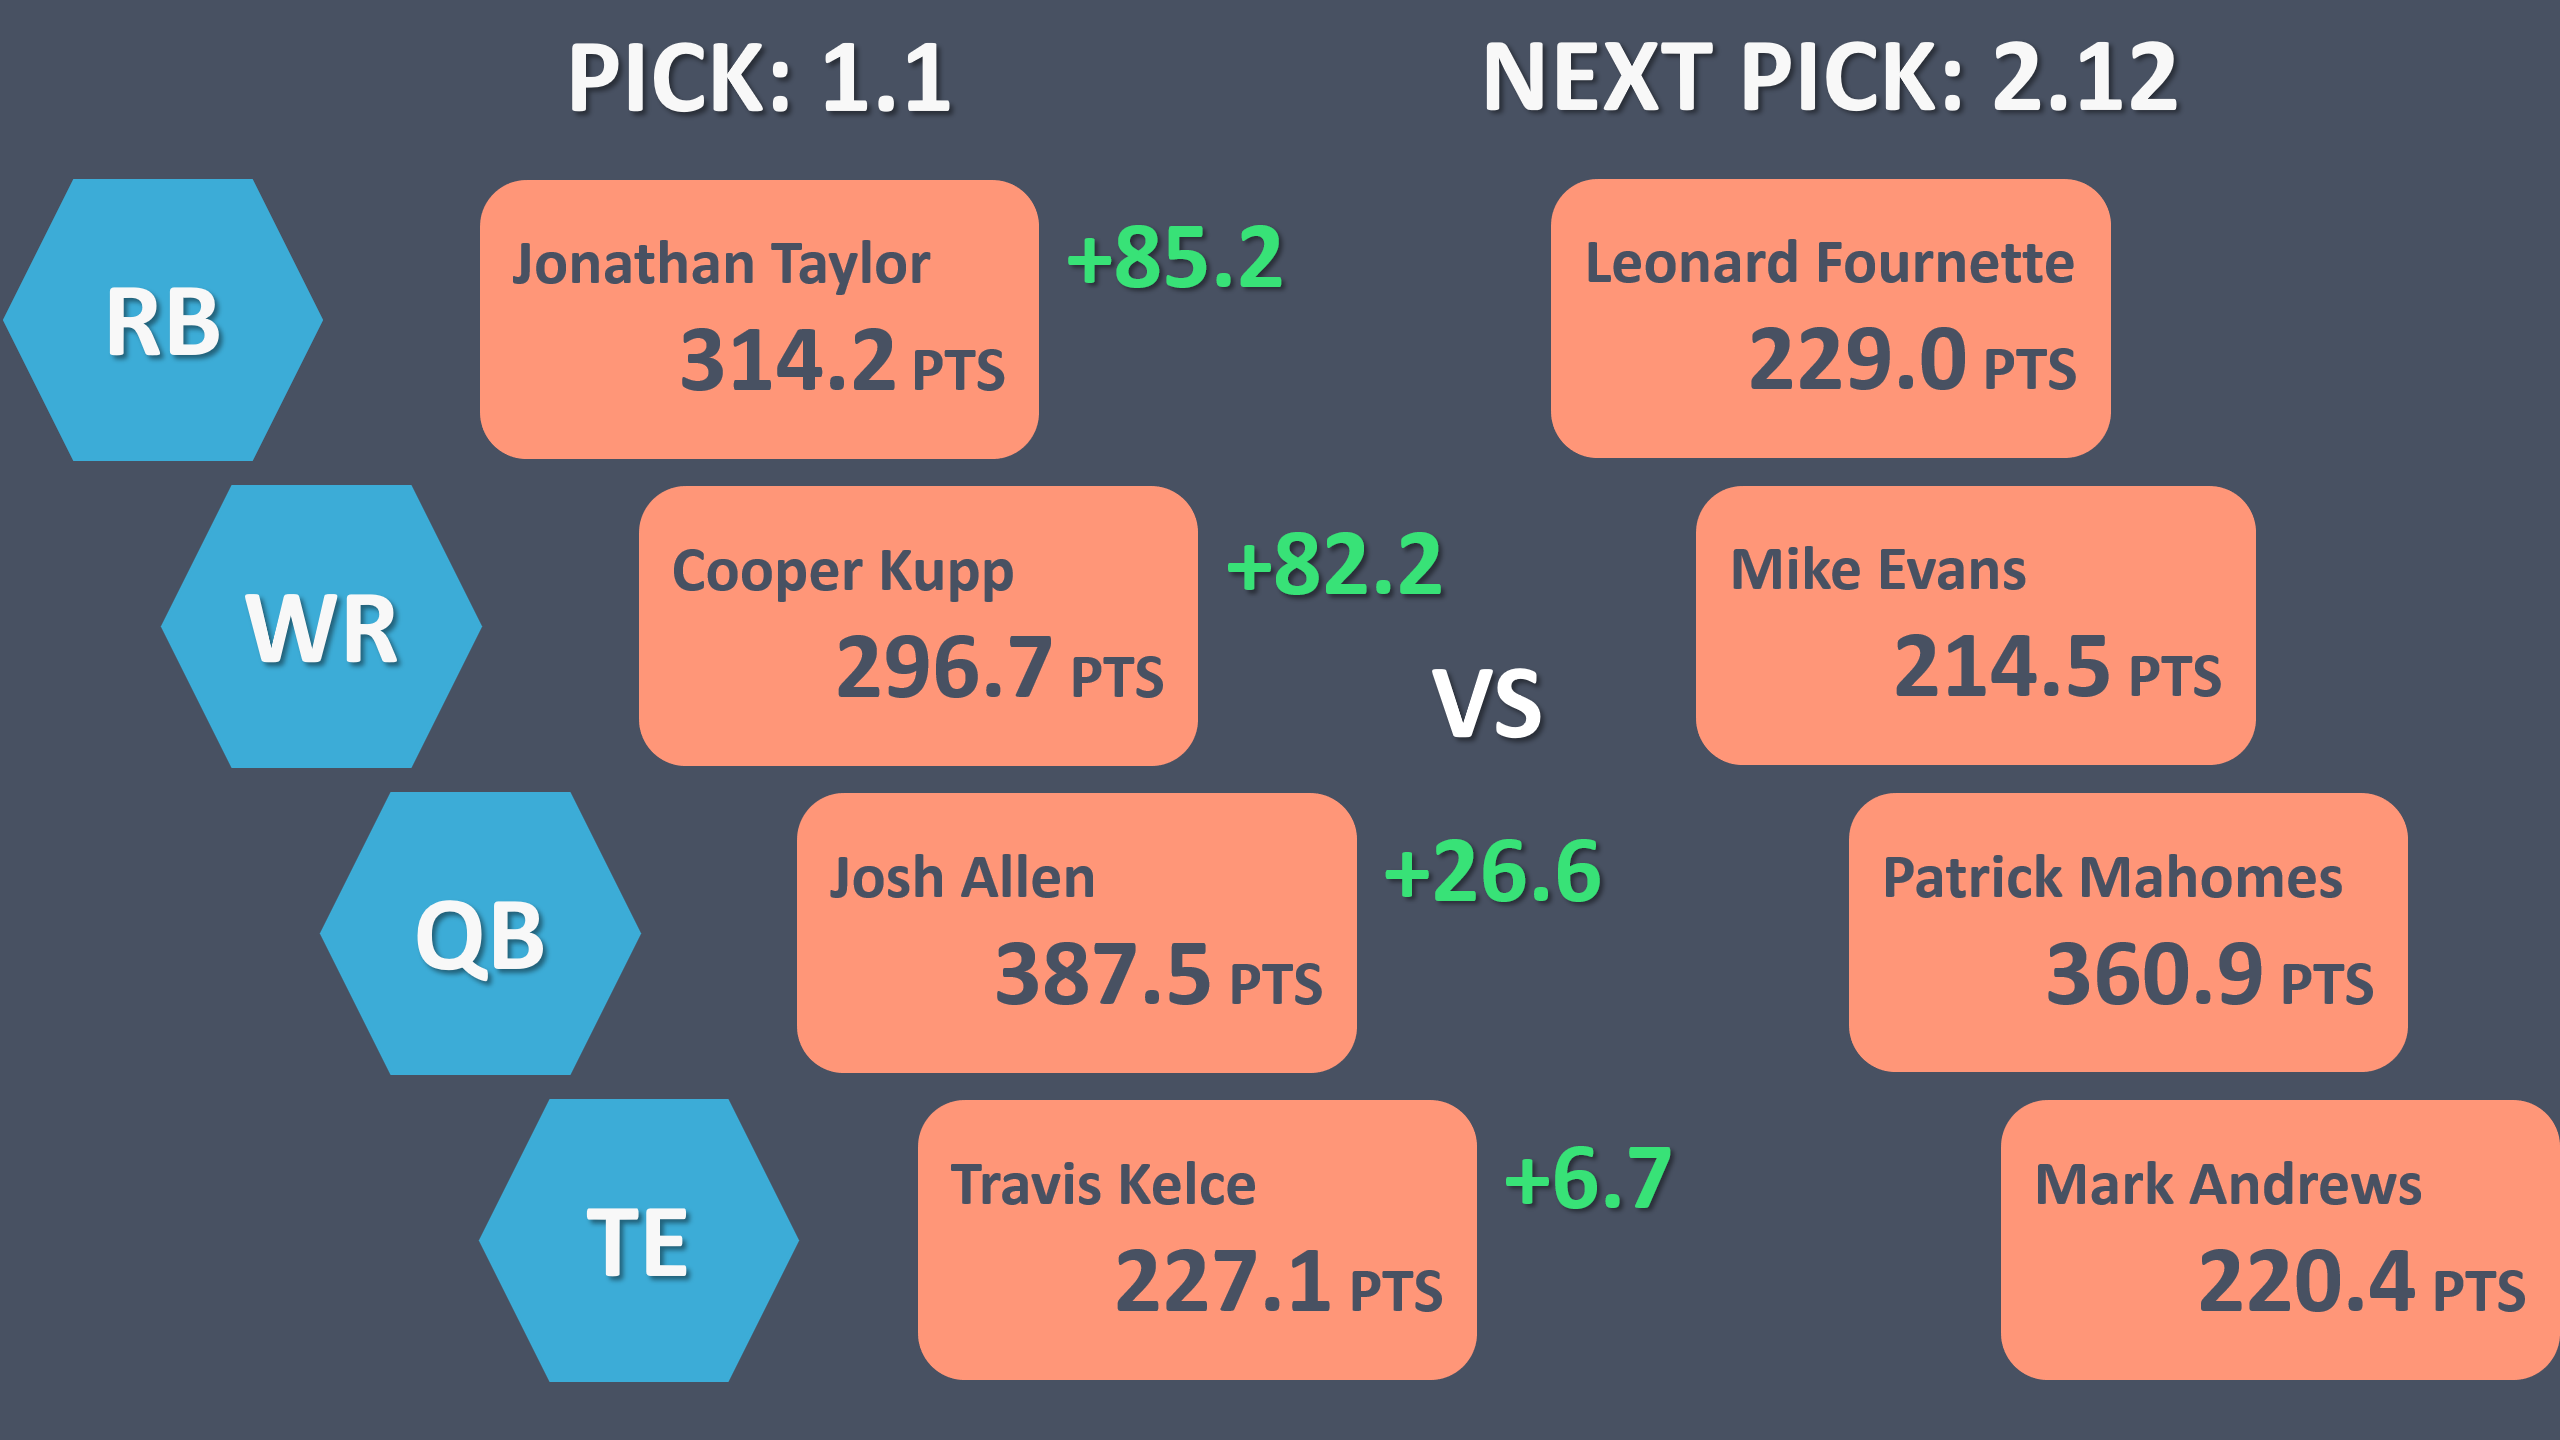 PICK: 1.1
NEXT PICK: 2.12
RB
Jonathan Taylor
314.2 PTS
+85.2
Leonard Fournette
229.0 PTS
WR
Cooper Kupp
296.7 PTS
+82.2
VS
Mike Evans
214.5 PTS
QB
Josh Allen
387.5 PTS
+26.6
Patrick Mahomes
360.9 PTS
TE
Travis Kelce
227.1 PTS
+6.7
Mark Andrews
220.4 PTS